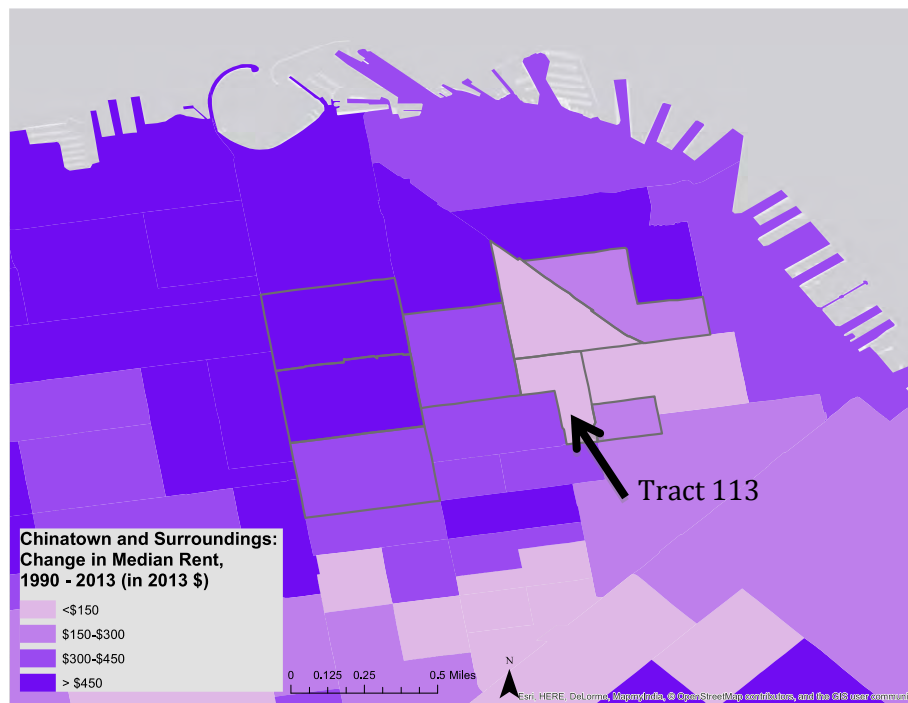 Tract 113
Chinatown and Surroundings:
Change in Median Rent,
1990 - 2013 (in 2013 $)
<$150
$150-$300
$300-$450
> $450
0 0.125 0.25 0.5 Miles
N
Esri, HERE, DeLorme, MapmyIndia, © OpenStreetMap contributors, and the GIS user communi